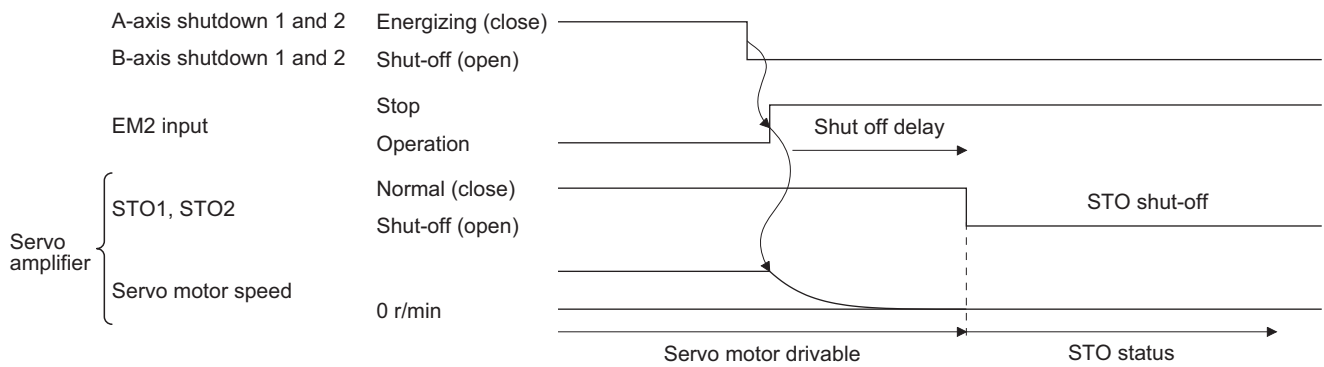 A-axis shutdown 1 and 2
Energizing (close)
B-axis shutdown 1 and 2
Shut-off (open)
EM2 input
Stop
Operation
Shut off delay
Servo amplifier
STO1, STO2
Normal (close)
Shut-off (open)
STO shut-off
Servo motor speed
0 r/min
Servo motor drivable
STO status